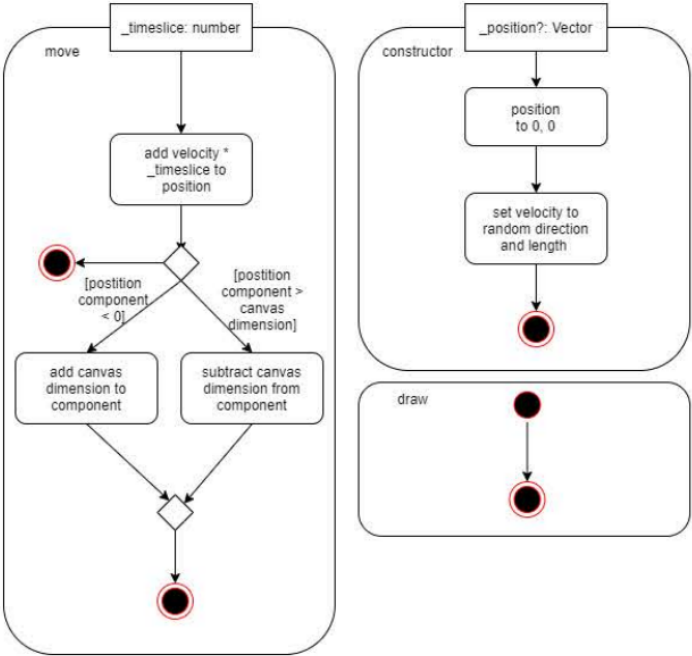 _timeslice: number
move
add velocity *
_timeslice to
position
[postition
component
< 0]
[postition
component >
canvas
dimension]
add canvas
dimension to
component
subtract canvas
dimension from
component
_position?: Vector
constructor
position
to 0, 0
set velocity to
random direction
and length
draw